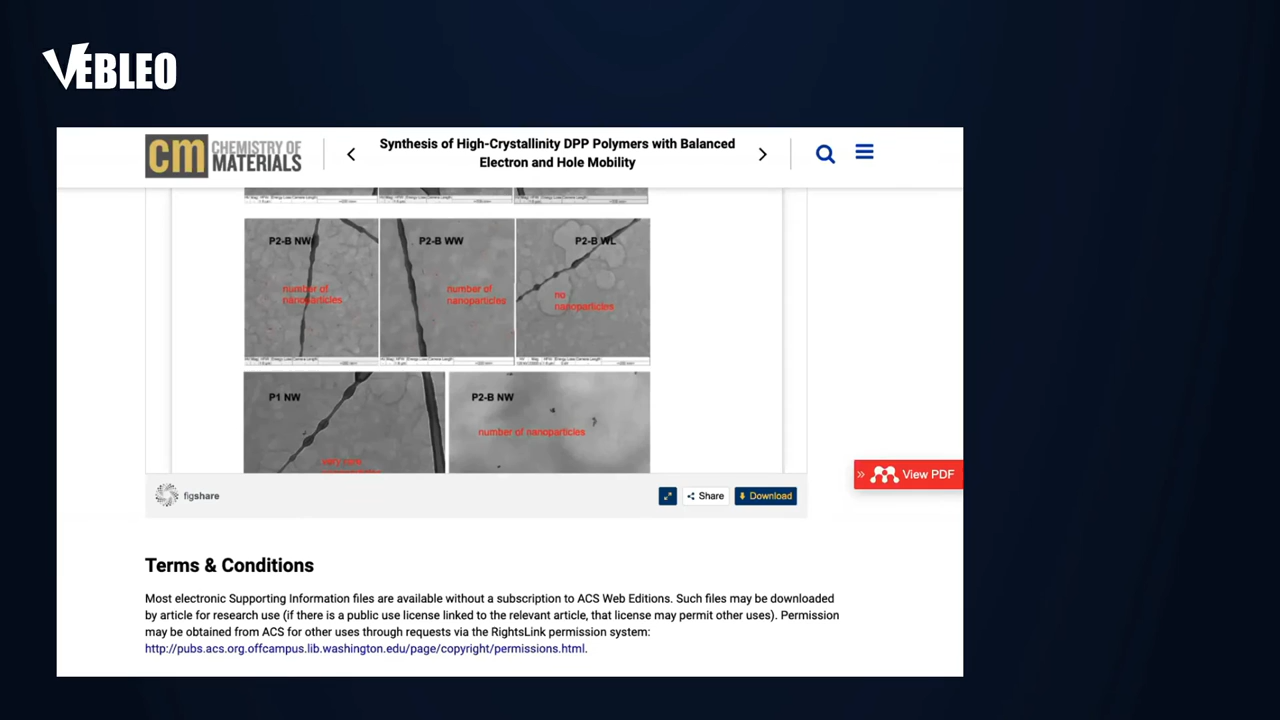 VEBLEO
cm CHEMISTRY OF
MATERIALS
Synthesis of High-Crystallinity DPP Polymers with Balanced
Electron and Hole Mobility
P2-B NW
P2-B WW
P2-B WL
number of
nanoparticles
number of
nanoparticles
no
nanoparticles
P1 NW
P2-B NW
number of nanoparticles
figshare
Share
Download
» View PDF
Terms & Conditions
Most electronic Supporting Information files are available without a subscription to ACS Web Editions. Such files may be downloaded
by article for research use (if there is a public use license linked to the relevant article, that license may permit other uses). Permission
may be obtained from ACS for other uses through requests via the RightsLink permission system:
http://pubs.acs.org.offcampus.lib.washington.edu/page/copyright/permissions.html.